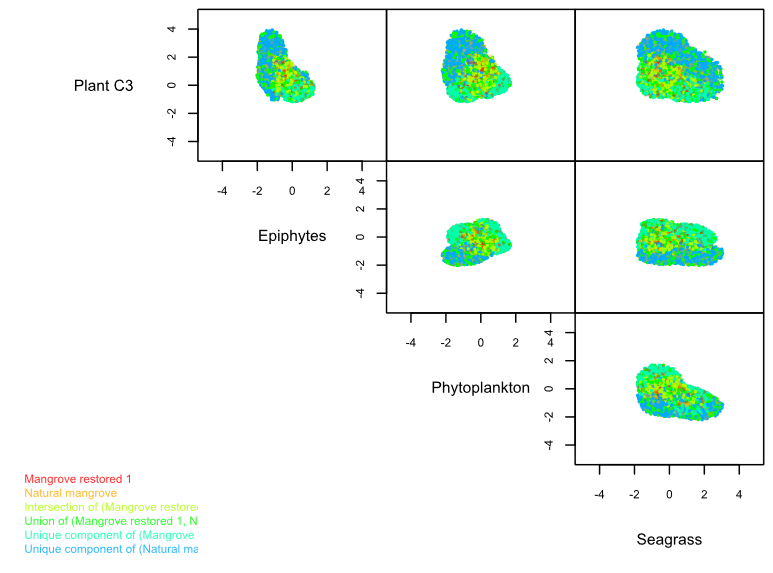 4
2
0
-2
-4
Plant C3
-4 -2 0 2 4
4
2
0
-2
-4
Epiphytes
-4 -2 0 2 4
4
2
0
-2
-4
Phytoplankton
-4 -2 0 2 4
Seagrass
Mangrove restored 1
Natural mangrove
Intersection of (Mangrove restore
Union of (Mangrove restored 1, N
Unique component of (Mangrove
Unique component of (Natural ma